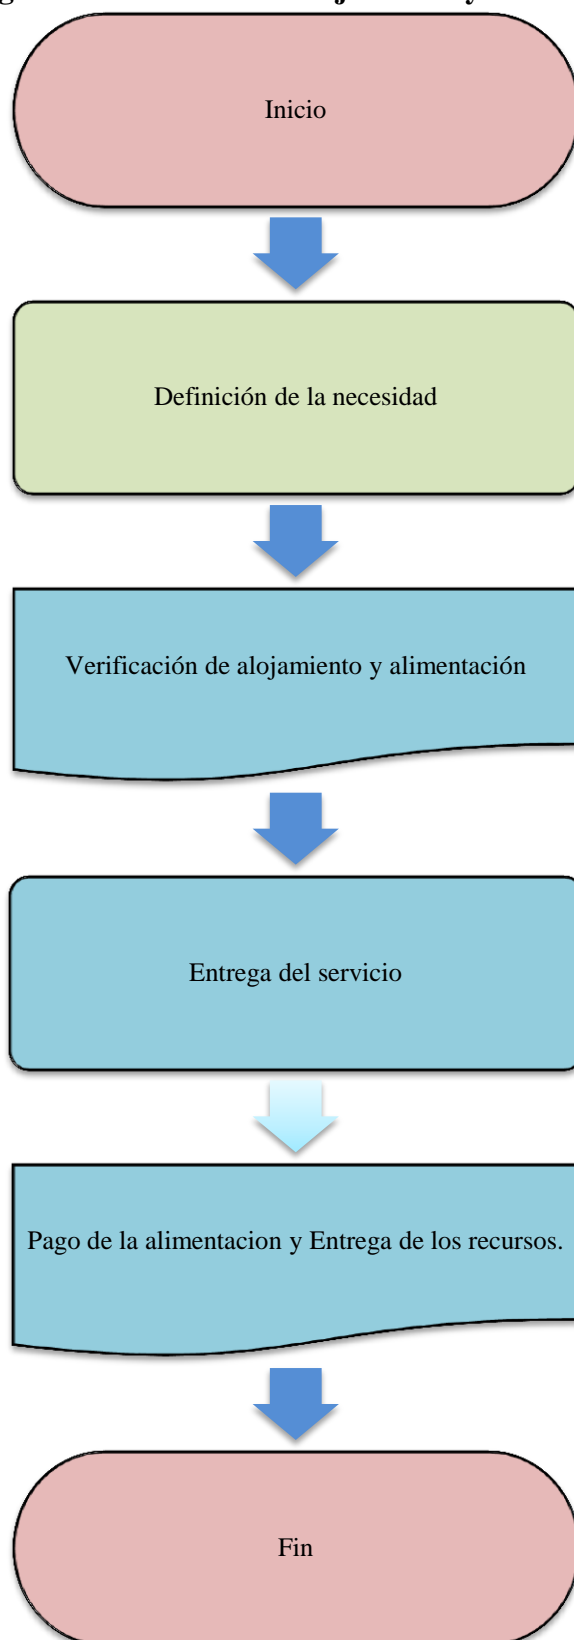 Inicio
Definición de la necesidad
Verificación de alojamiento y alimentación
Entrega del servicio
Pago de la alimentacion y Entrega de los recursos.
Fin